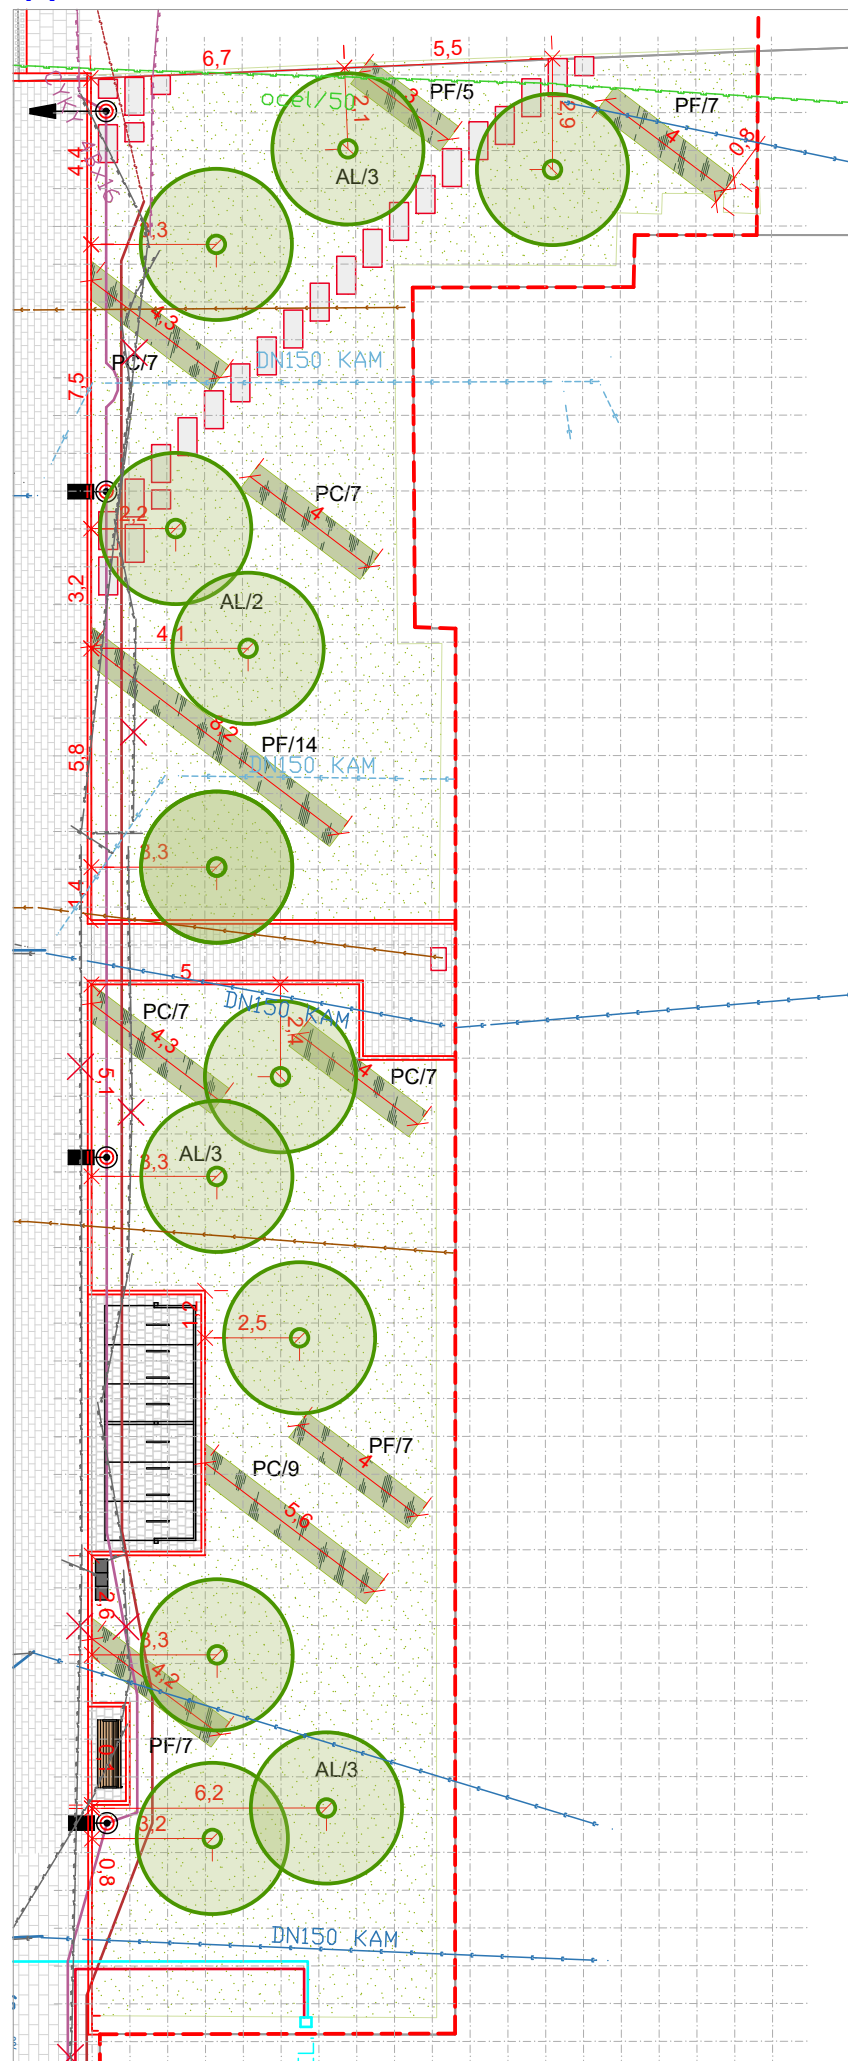 6,7
5,5
PF/5
3
PF/7
ocel/50
2,1
2,9
4
0,8
CYKY 4Bx16
4,4
AL/3
3,3
4,3
PC/7
DN150 KAM
7,5
PC/7
4
2,2
3,2
AL/2
4,1
8,2
PF/14
5,8
DN150 KAM
3,3
1,4
5
PC/7
DN150 KAM
4,3
2,4
4
PC/7
5,1
AL/3
3,3
2,5
PF/7
4
PC/9
5,6
2,6
3,3
4,2
PF/7
AL/3
6,2
3,2
0,8
DN150 KAM